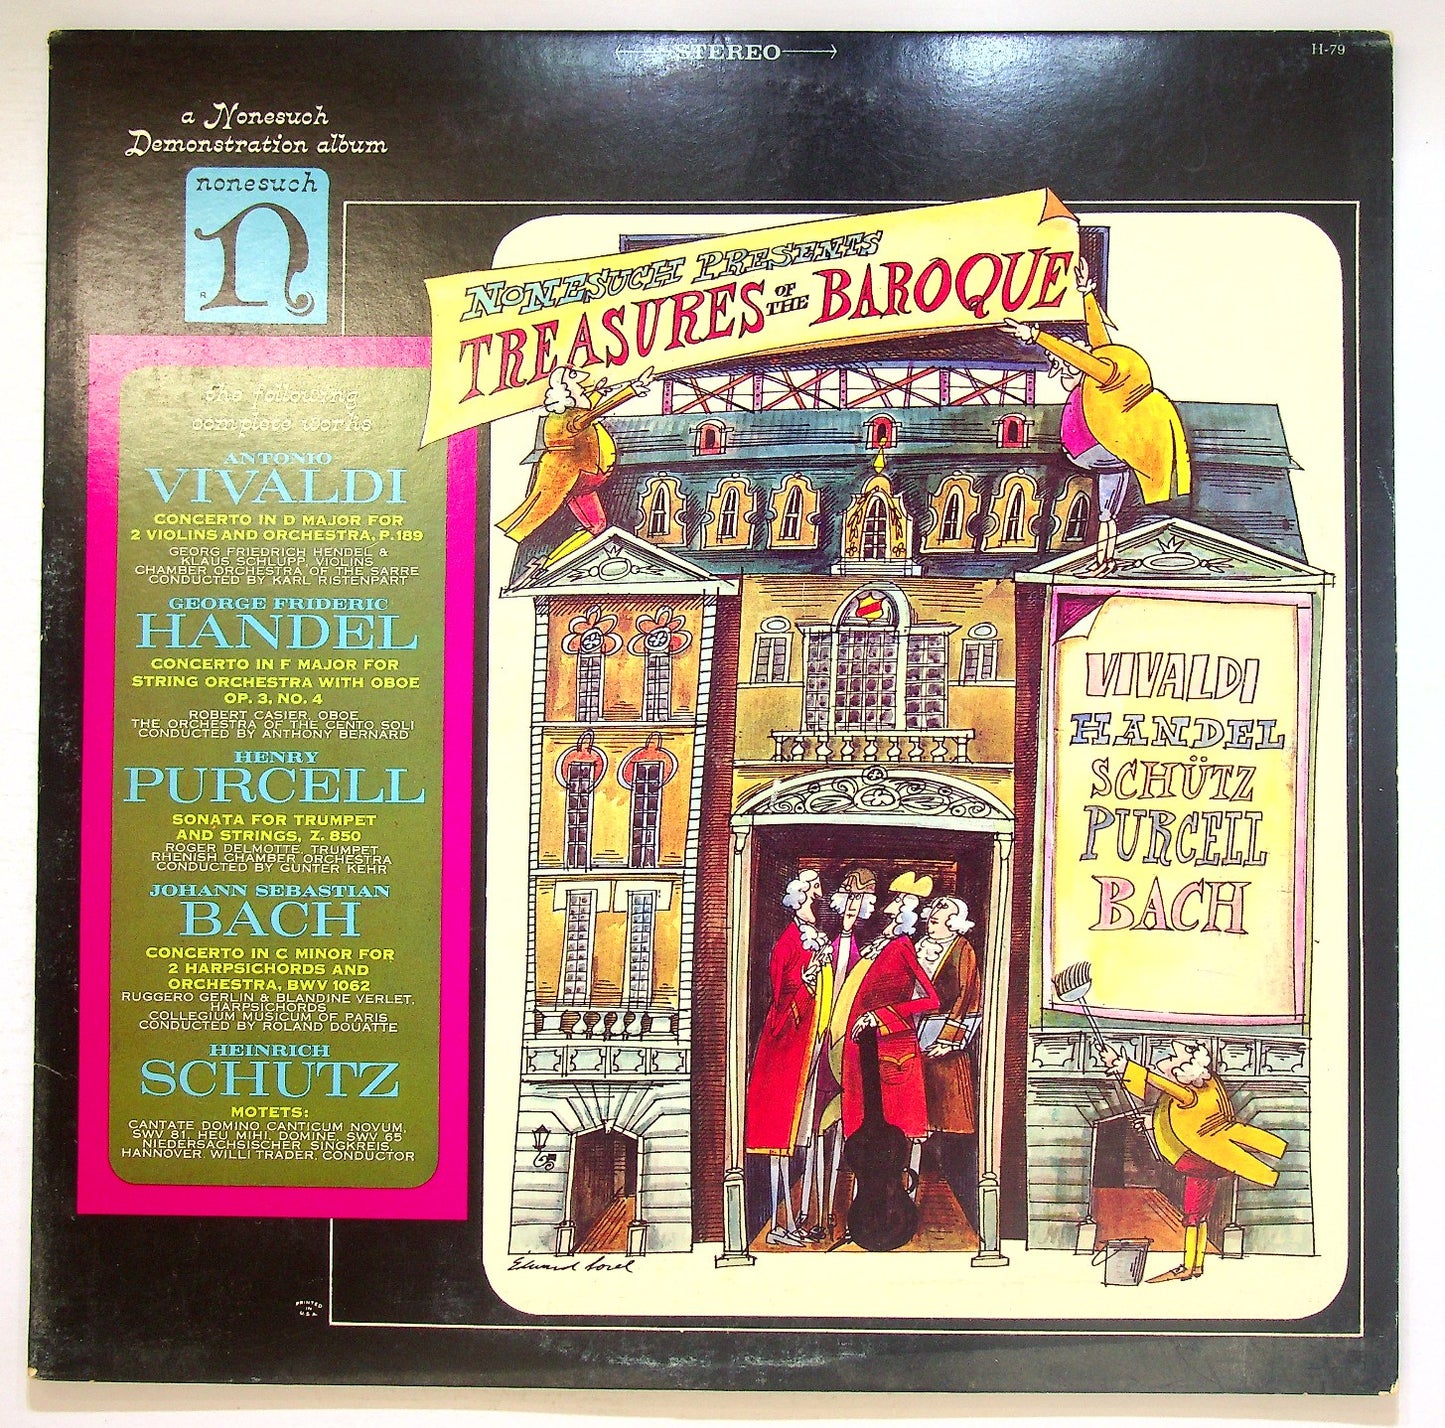 STEREO
H-79
a Nonesuch
Demonstration album
nonesuch
n
R
NONESUCH PRESENTS
TREASURES OF THE BAROQUE
the following
complete works
ANTONIO
VIVALDI
CONCERTO IN D MAJOR FOR
2 VIOLINS AND ORCHESTRA, P. 189
GEORG FRIEDRICH HENDEL &
KLAUS SCHLUPP, VIOLINS
CHAMBER ORCHESTRA OF THE SARRE
CONDUCTED BY KARL RISTENPART
GEORGE FRIDERIC
HANDEL
CONCERTO IN F MAJOR FOR
STRING ORCHESTRA WITH OBOE
OP. 3, NO. 4
ROBERT CASIER, OBOE
THE ORCHESTRA OF THE CENTO SOLI
CONDUCTED BY ANTHONY BERNARD
HENRY
PURCELL
SONATA FOR TRUMPET
AND STRINGS, Z. 850
ROGER DELMOTTE, TRUMPET
RHENISH CHAMBER ORCHESTRA
CONDUCTED BY GUNTER KEHR
JOHANN SEBASTIAN
BACH
CONCERTO IN C MINOR FOR
2 HARPSICHORDS AND
ORCHESTRA, BWV 1062
RUGGERO GERLIN & BLANDINE VERLET,
HARPSICHORDS
COLLEGIUM MUSICUM OF PARIS
CONDUCTED BY ROLAND DOUATTE
HEINRICH
SCHUTZ
MOTETS:
CANTATE DOMINO CANTICUM NOVUM,
SWV 81, HEU MIHI, DOMINE, SWV 65
NIEDERSACHSISCHER SINGKREIS,
HANNOVER, WILLI TRADER, CONDUCTOR
VIVALDI
HANDEL
SCHÜTZ
PURCELL
BACH
Edward Sorel
PRINTED
IN
U.S.A.